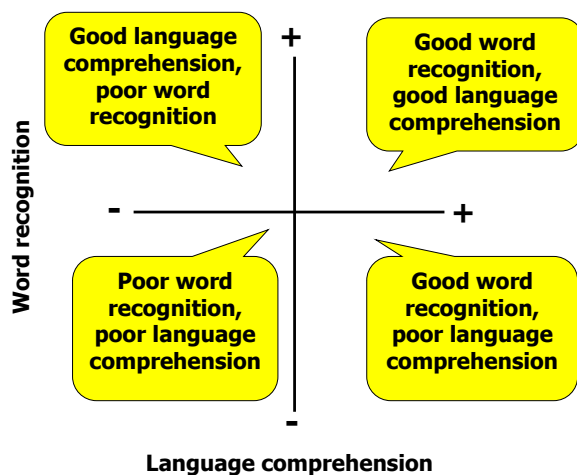 Good language
comprehension,
poor word
recognition
+
Good word
recognition,
good language
comprehension
Word recognition
-
+
Poor word
recognition,
poor language
comprehension
Good word
recognition,
poor language
comprehension
-
Language comprehension